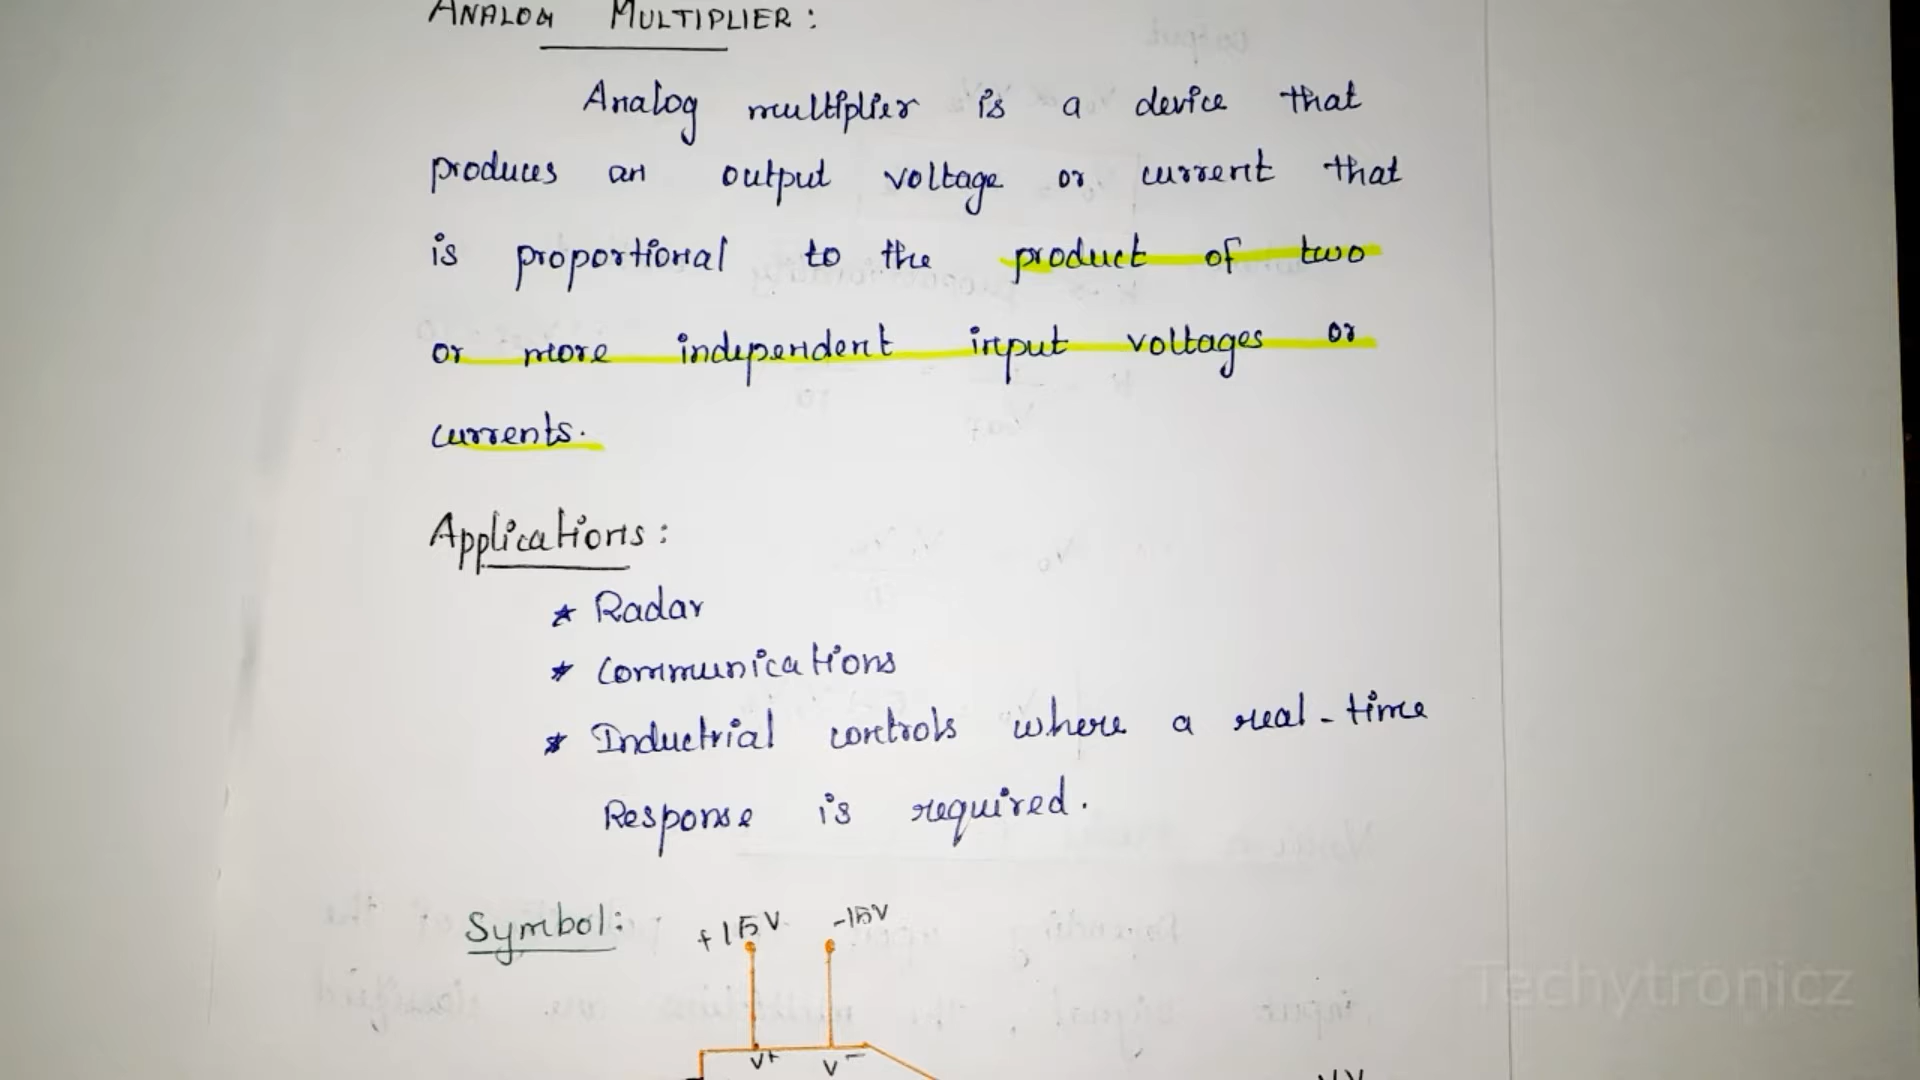 ANALOG MULTIPLIER :
Analog multiplier is a device that
produces an output voltage or current that
is proportional to the product of two
or more independent input voltages or
currents.
Applications :
* Radar
* Communications
* Inductrial controls where a real-time
Response is required.
Symbol: +15V -15V
V+ V-
Techytronicz